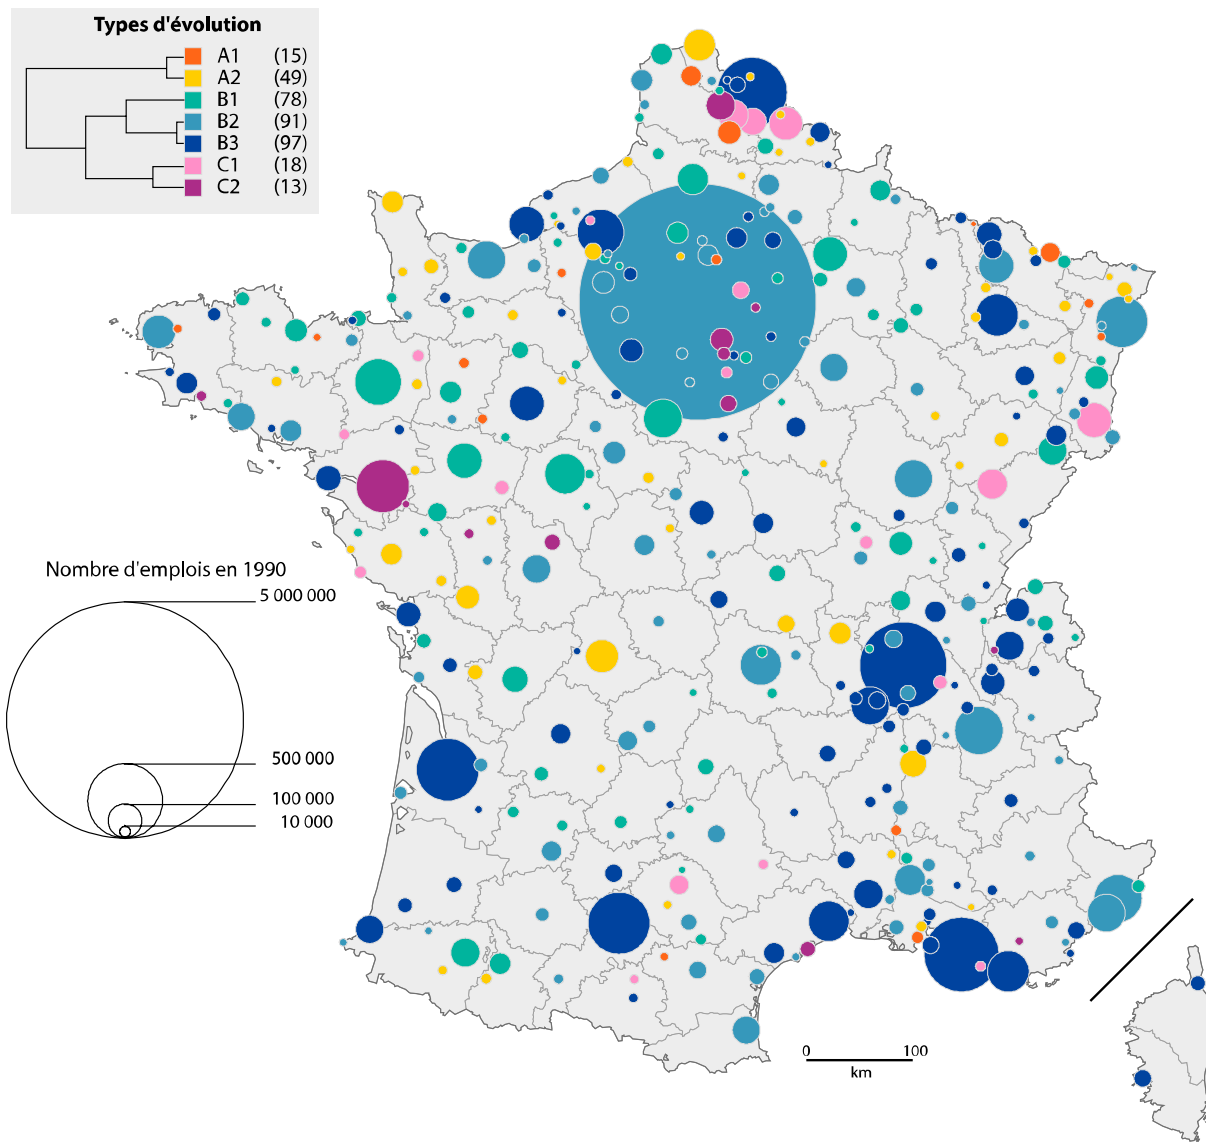 Types d'évolution
A1 (15)
A2 (49)
B1 (78)
B2 (91)
B3 (97)
C1 (18)
C2 (13)
Nombre d'emplois en 1990
5 000 000
500 000
100 000
10 000
0 100
km